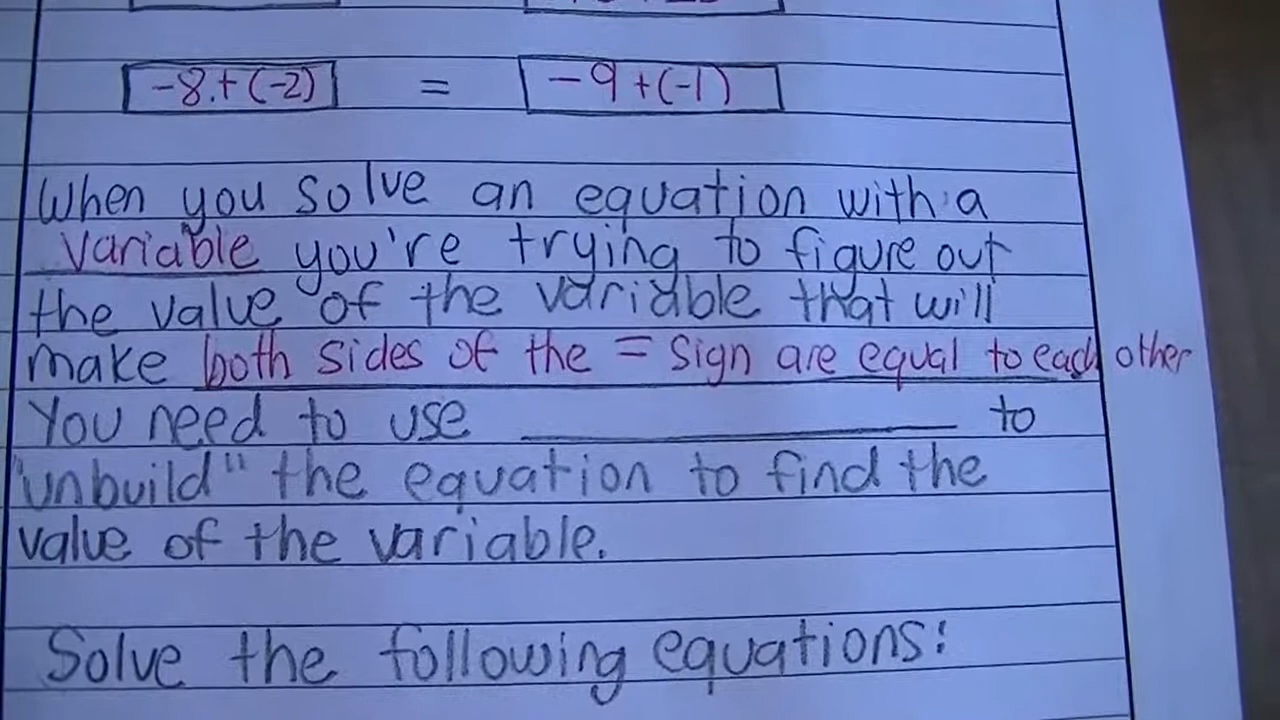 -8.+(-2) = -9+(-1)
When you solve an equation with a
variable you're trying to figure out
the value of the variable that will
make both sides of the = sign are equal to each other
You need to use ____________ to
"unbuild" the equation to find the
value of the variable.
Solve the following equations: